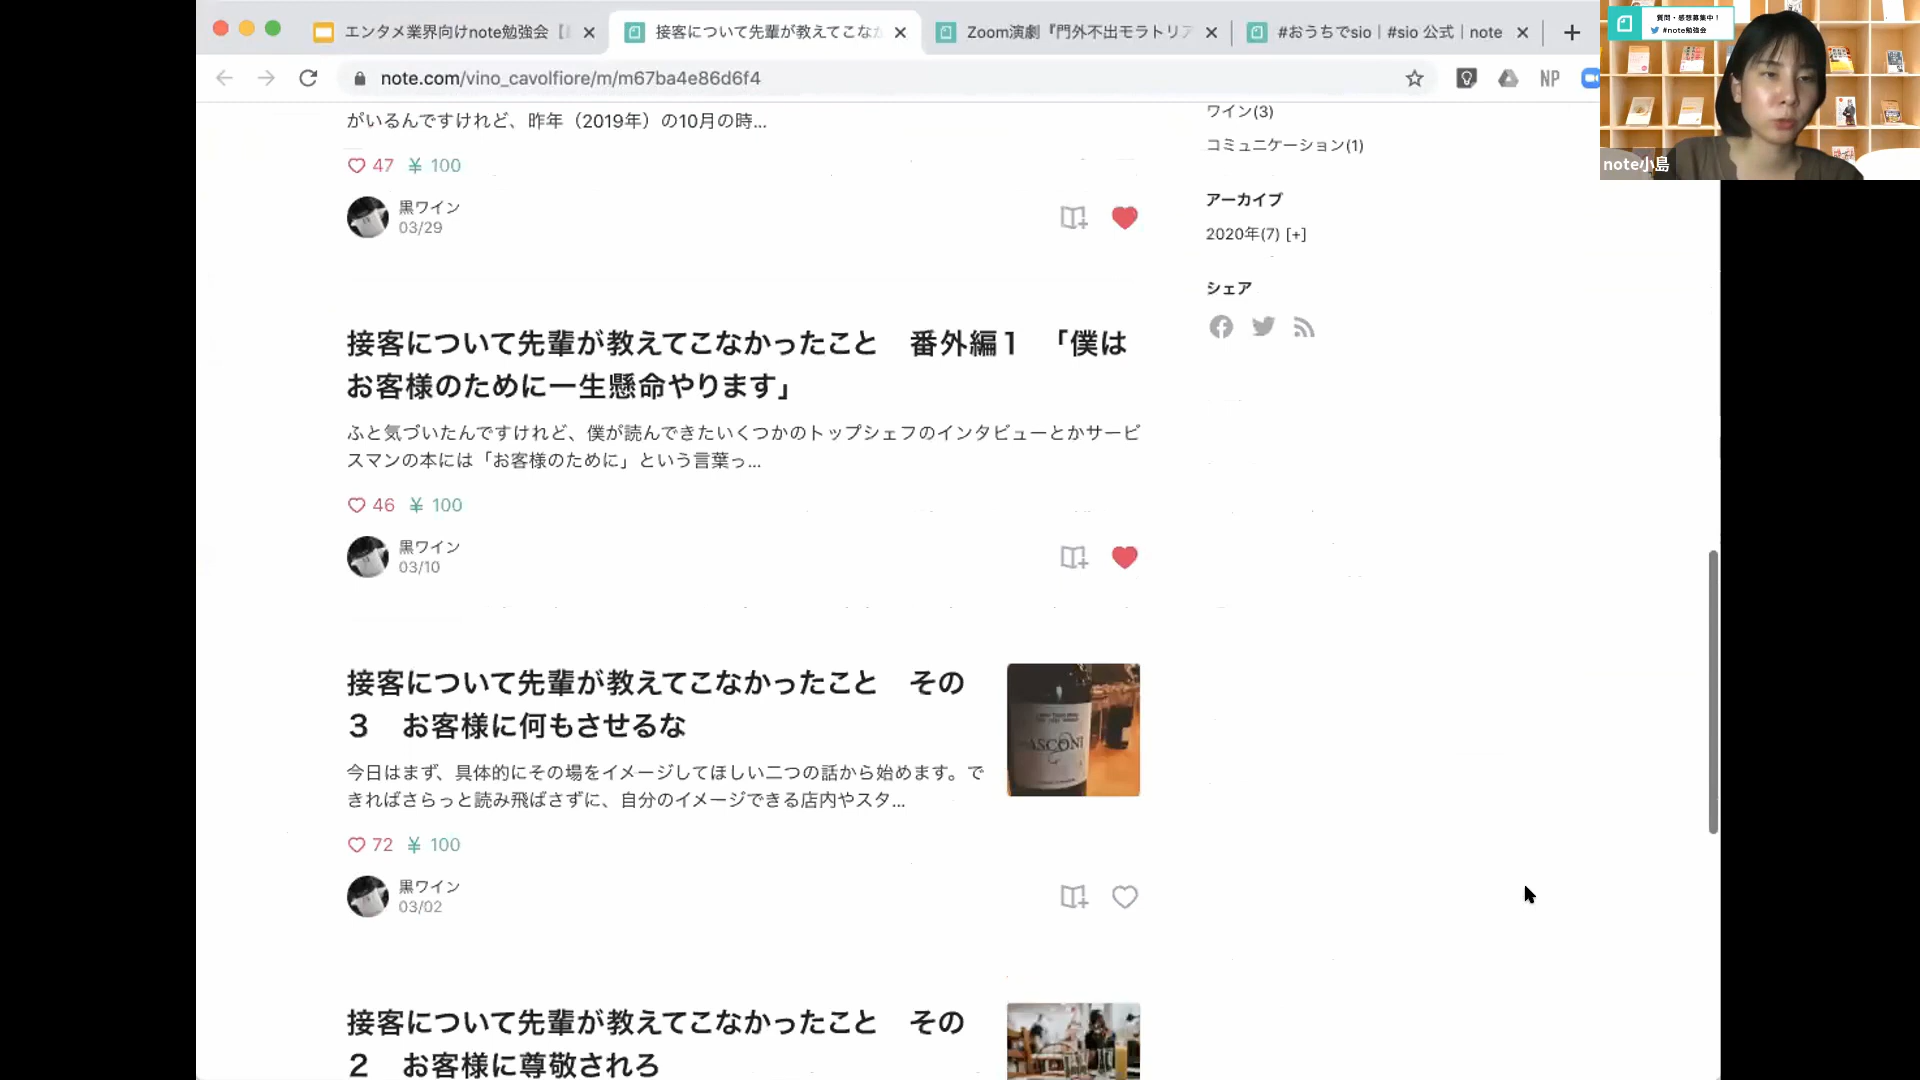 エンタメ業界向けnote勉強会
接客について先輩が教えてこなか
Zoom演劇『門外不出モラトリア
#おうちでsio｜#sio 公式｜note
note.com/vino_cavolfiore/m/m67ba4e86d6f4
NP
質問・感想募集中！
#note勉強会
note小島
がいるんですけれど、昨年（2019年）の10月の時...
47 ¥ 100
黒ワイン
03/29
ワイン(3)
コミュニケーション(1)
アーカイブ
2020年(7) [+]
シェア
接客について先輩が教えてこなかったこと　番外編１　「僕は
お客様のために一生懸命やります」
ふと気づいたんですけれど、僕が読んできたいくつかのトップシェフのインタビューとかサービ
スマンの本には「お客様のために」という言葉っ...
46 ¥ 100
黒ワイン
03/10
接客について先輩が教えてこなかったこと　その
３　お客様に何もさせるな
今日はまず、具体的にその場をイメージしてほしい二つの話から始めます。で
きればさらっと読み飛ばさずに、自分のイメージできる店内やスタ...
ASCONI
72 ¥ 100
黒ワイン
03/02
接客について先輩が教えてこなかったこと　その
２　お客様に尊敬されろ